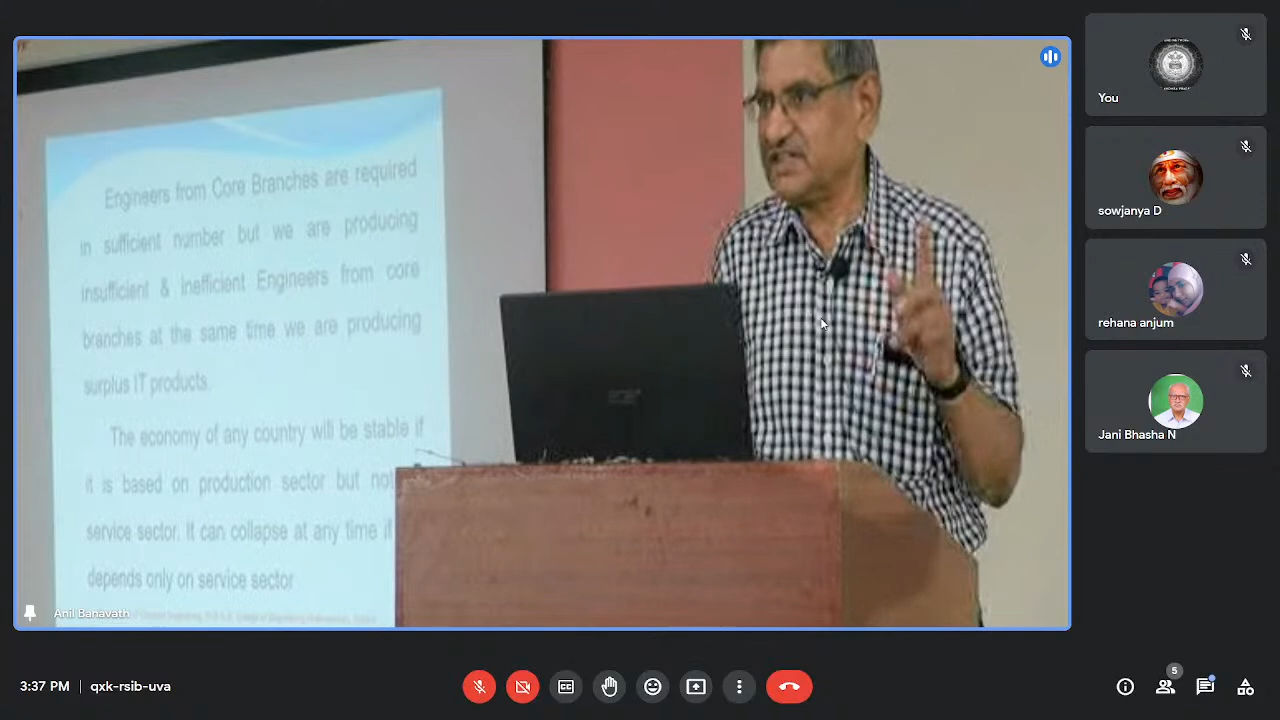 Engineers from Core Branches are required
in sufficient number but we are producing
insufficient & inefficient Engineers from core
branches at the same time we are producing
surplus IT products.
The economy of any country will be stable if
it is based on production sector but not
service sector. It can collapse at any time if
depends only on service sector
Anil Banavath
You
sowjanya D
rehana anjum
Jani Bhasha N
3:37 PM
qxk-rsib-uva
5